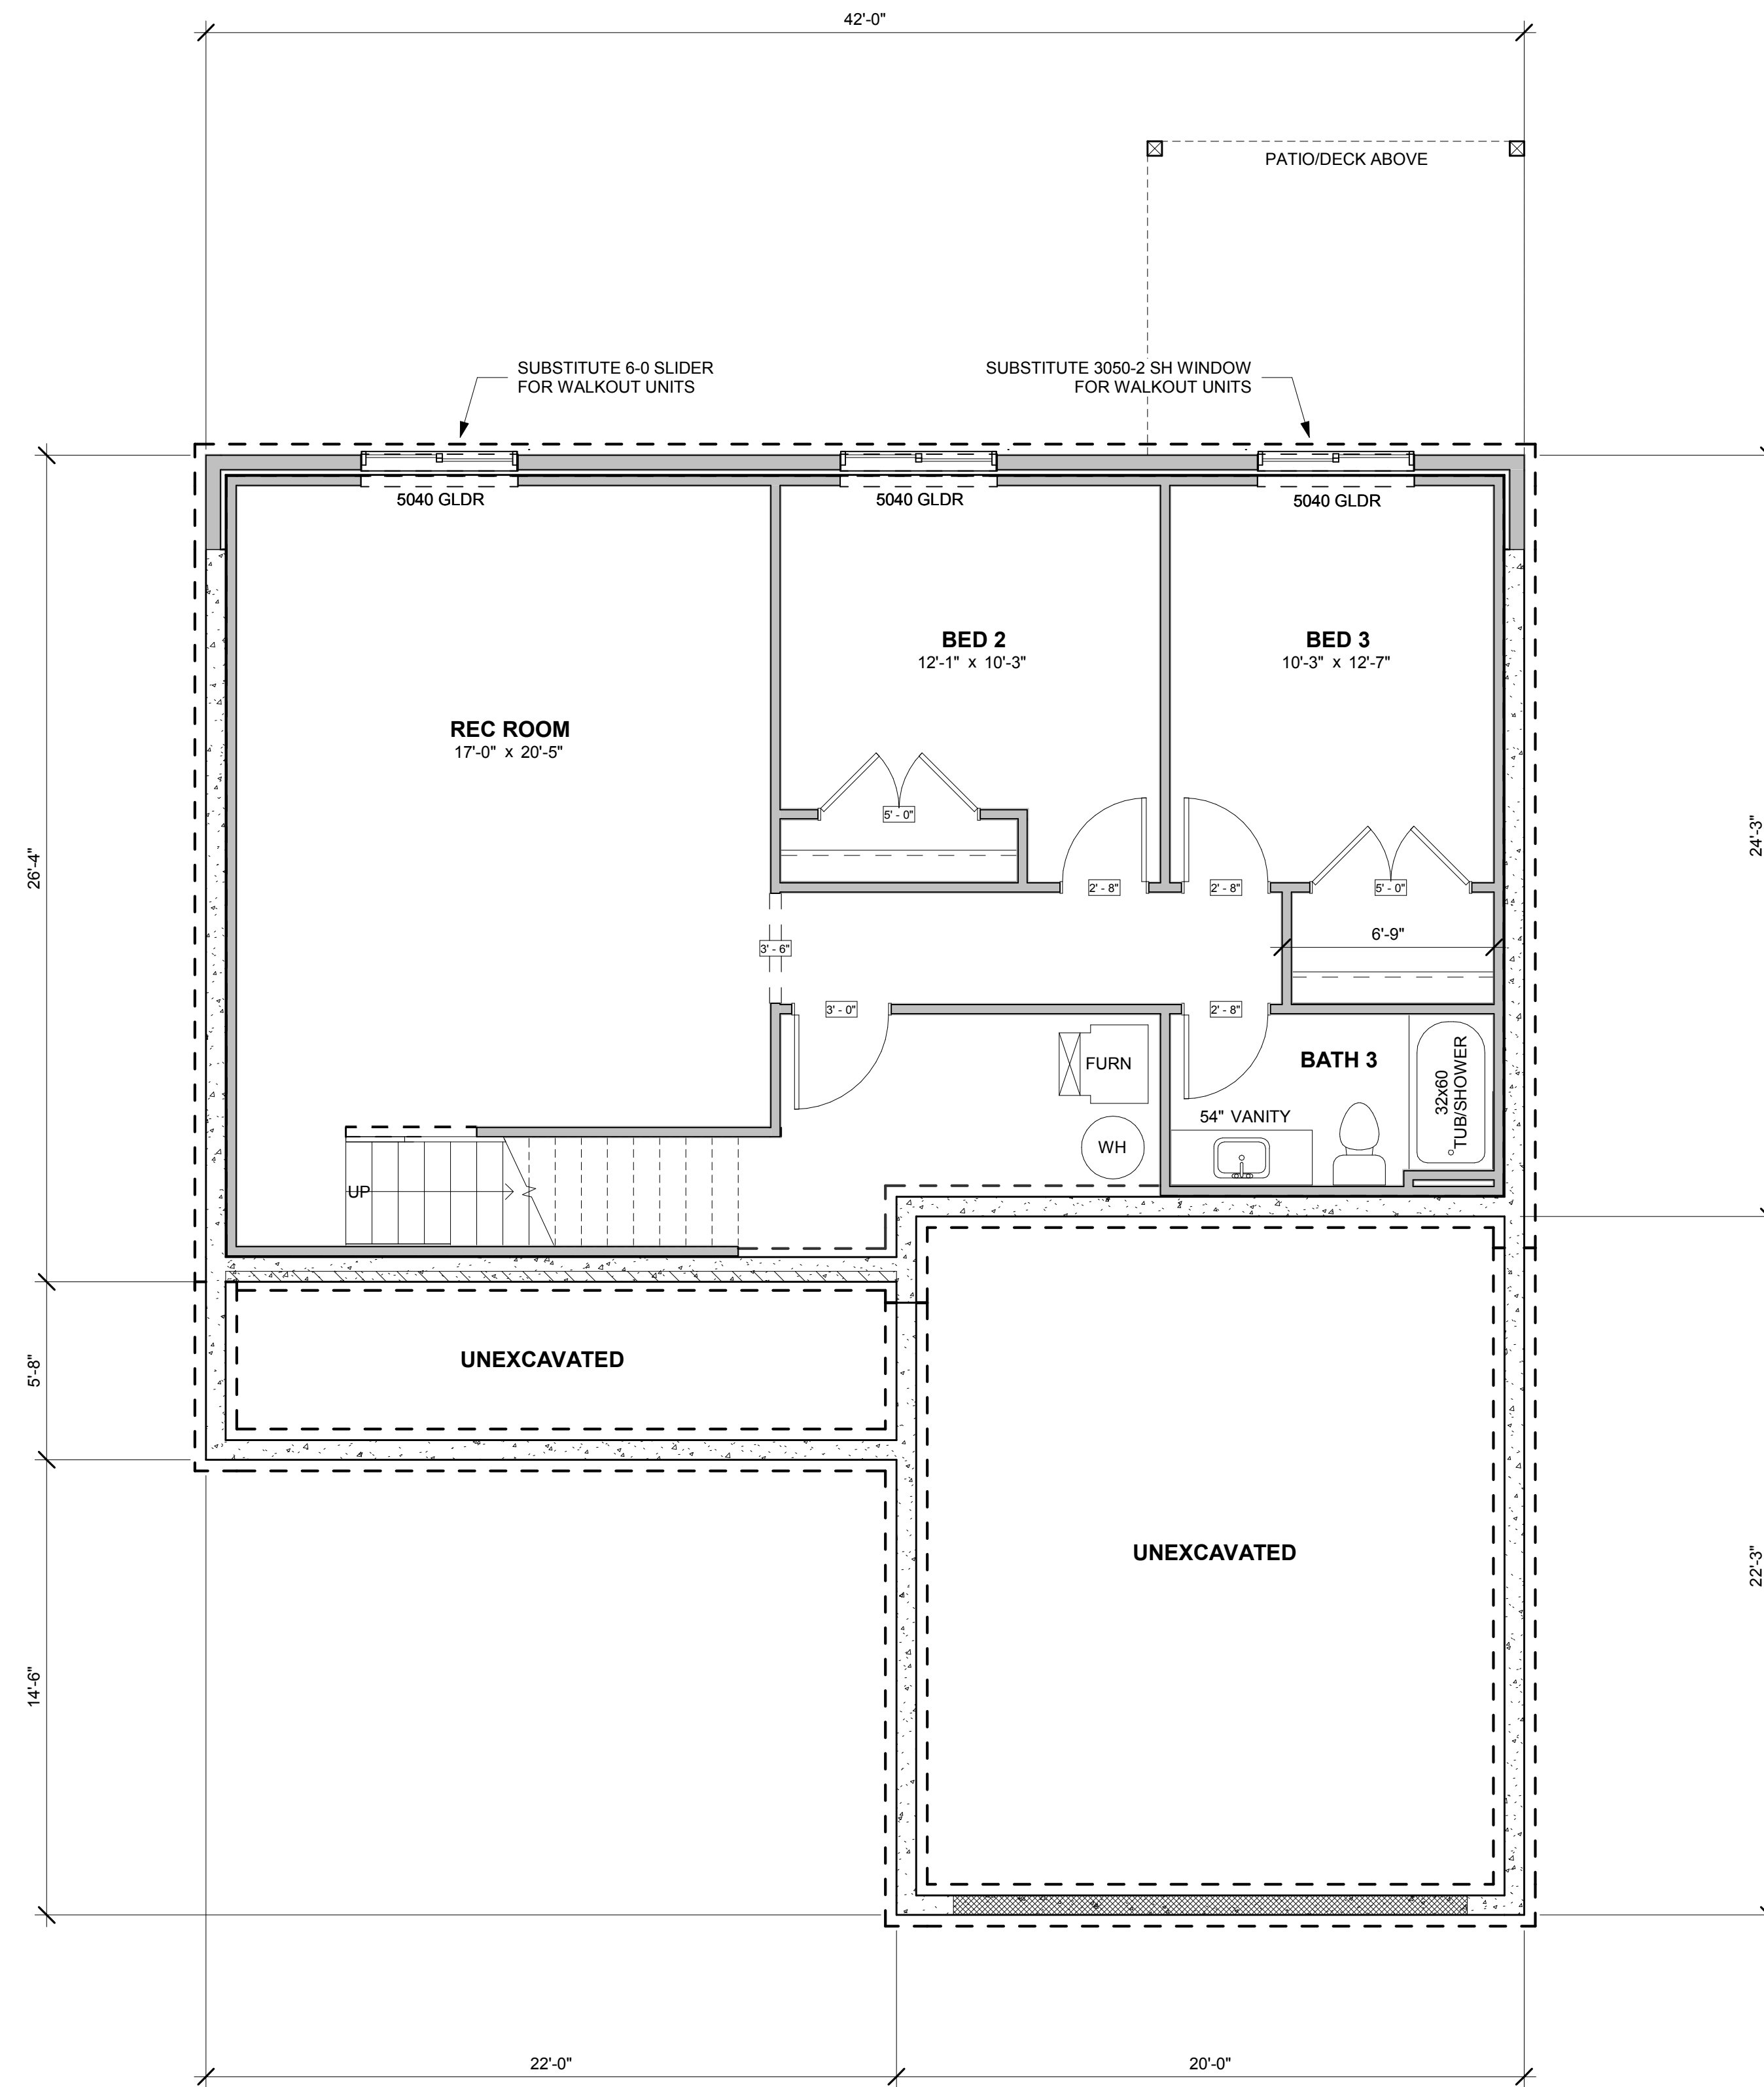 42'-0"
PATIO/DECK ABOVE
SUBSTITUTE 6-0 SLIDER
FOR WALKOUT UNITS
SUBSTITUTE 3050-2 SH WINDOW
FOR WALKOUT UNITS
5040 GLDR
5040 GLDR
5040 GLDR
BED 2
12'-1" x 10'-3"
BED 3
10'-3" x 12'-7"
REC ROOM
17'-0" x 20'-5"
26'-4"
24'-3"
5' - 0"
2' - 8"
2' - 8"
5' - 0"
6'-9"
3' - 6"
3' - 0"
2' - 8"
FURN
BATH 3
32x60
TUB/SHOWER
54" VANITY
WH
UP
UNEXCAVATED
5'-8"
UNEXCAVATED
22'-3"
14'-6"
22'-0"
20'-0"